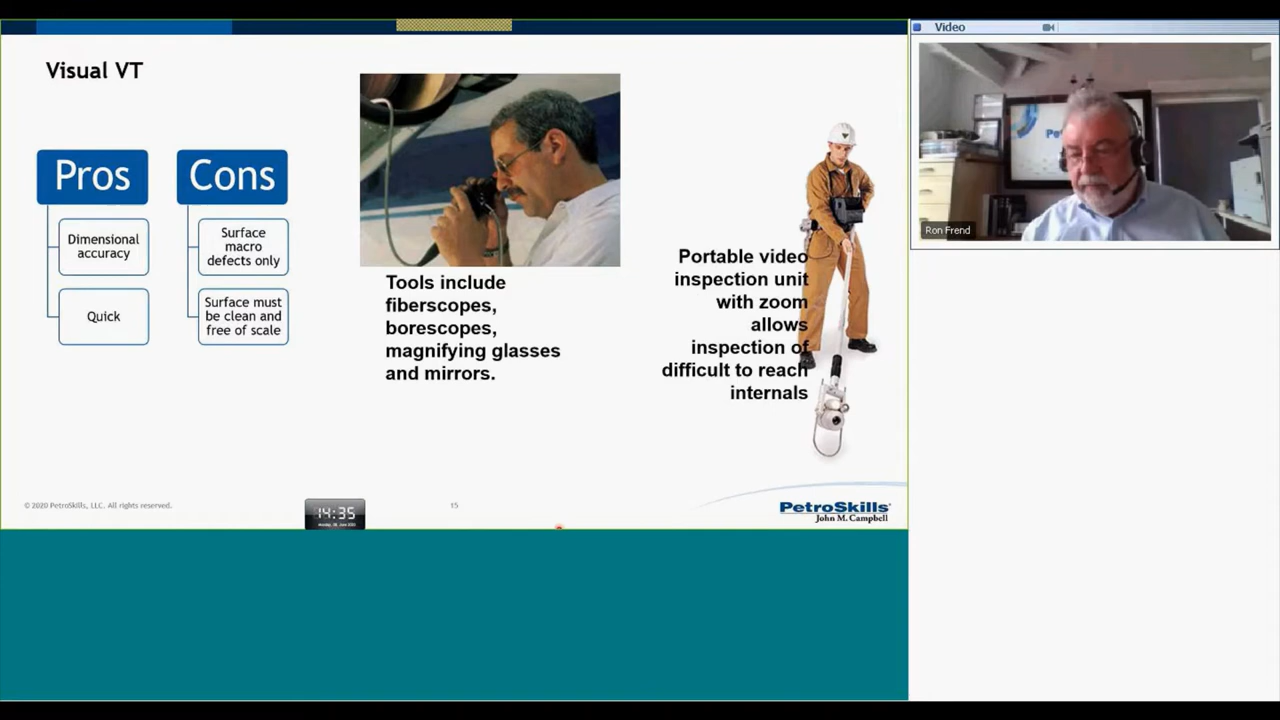 Visual VT
Pros
Cons
Dimensional
accuracy
Quick
Surface
macro
defects only
Surface must
be clean and
free of scale
Tools include
fiberscopes,
borescopes,
magnifying glasses
and mirrors.
Portable video
inspection unit
with zoom
allows
inspection of
difficult to reach
internals
© 2020 PetroSkills, LLC. All rights reserved.
14:35
15
PetroSkills
John M. Campbell
Video
Ron Frend